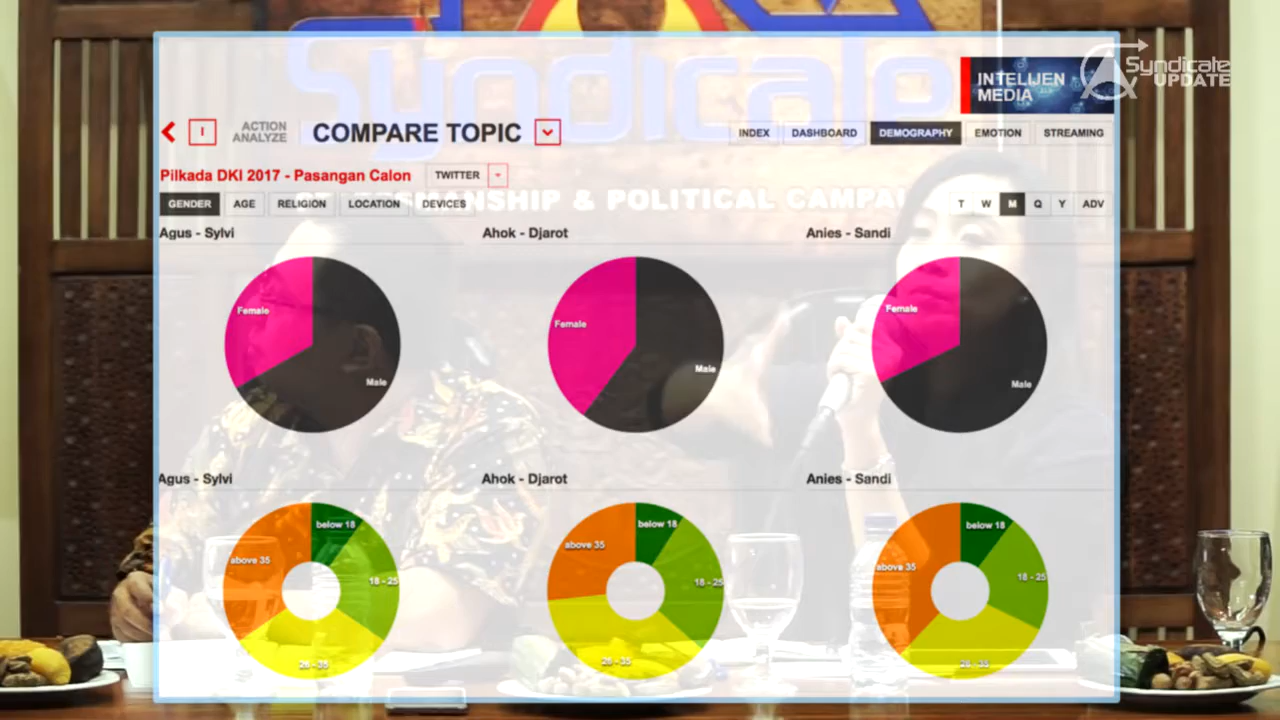 Syndicate
Syndicate
UPDATE
INTELIJEN
MEDIA
I
ACTION
ANALYZE
COMPARE TOPIC
INDEX DASHBOARD DEMOGRAPHY EMOTION STREAMING
Pilkada DKI 2017 - Pasangan Calon TWITTER
& POLITICAL
GENDER AGE RELIGION LOCATION DEVICES
T W M Q Y ADV
Agus - Sylvi Ahok - Djarot Anies - Sandi
Female Male Female Male Female Male
Agus - Sylvi Ahok - Djarot Anies - Sandi
below 18 18 - 25 26 - 35 above 35
below 18 18 - 25 26 - 35 above 35
below 18 18 - 25 26 - 35 above 35